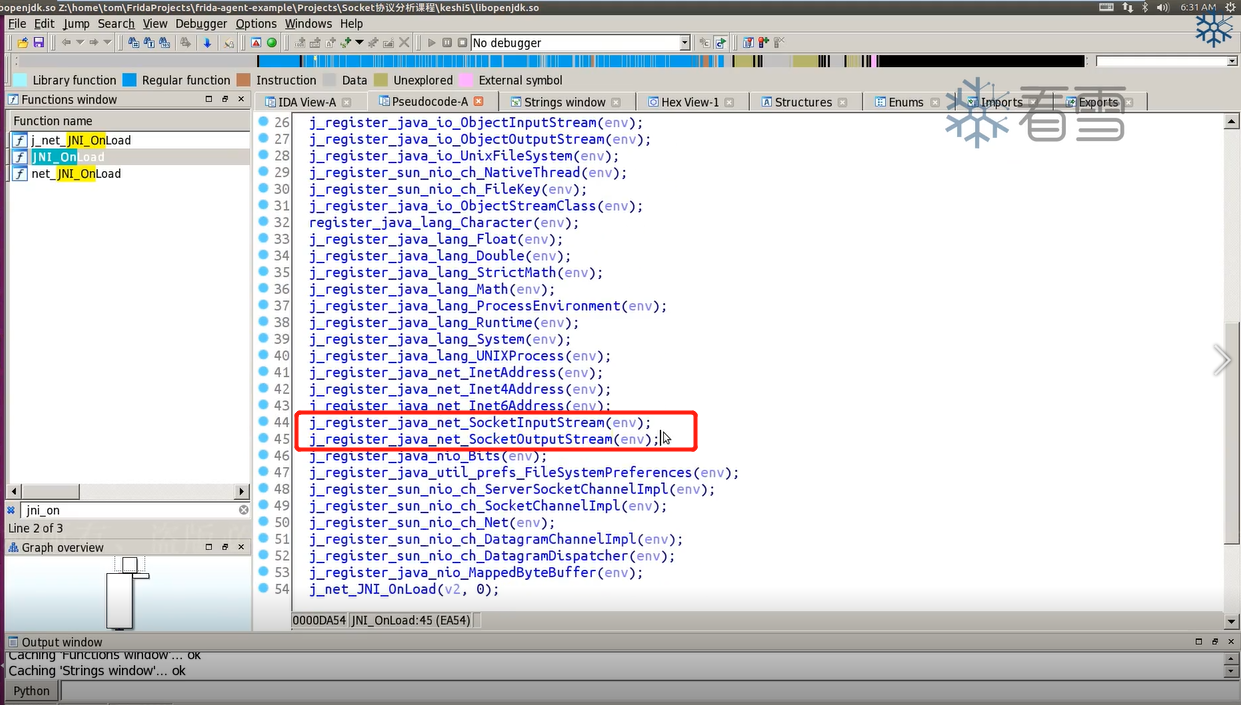 openjdk.so Z:\home\tom\FridaProjects\frida-agent-example\Projects\Socket协议分析课程\keshi5\libopenjdk.so
6:31 AM
File Edit Jump Search View Debugger Options Windows Help
No debugger
Library function Regular function Instruction Data Unexplored External symbol
Functions window
IDA View-A Pseudocode-A Strings window Hex View-1 Structures Enums Imports Exports
看雪
Function name
j_net_JNI_OnLoad
JNI_OnLoad
net_JNI_OnLoad
26 j_register_java_io_ObjectInputStream(env);
27 j_register_java_io_ObjectOutputStream(env);
28 j_register_java_io_UnixFileSystem(env);
29 j_register_sun_nio_ch_NativeThread(env);
30 j_register_sun_nio_ch_FileKey(env);
31 j_register_java_io_ObjectStreamClass(env);
32 register_java_lang_Character(env);
33 j_register_java_lang_Float(env);
34 j_register_java_lang_Double(env);
35 j_register_java_lang_StrictMath(env);
36 j_register_java_lang_Math(env);
37 j_register_java_lang_ProcessEnvironment(env);
38 j_register_java_lang_Runtime(env);
39 j_register_java_lang_System(env);
40 j_register_java_lang_UNIXProcess(env);
41 j_register_java_net_InetAddress(env);
42 j_register_java_net_Inet4Address(env);
43 j_register_java_net_Inet6Address(env);
44 j_register_java_net_SocketInputStream(env);
45 j_register_java_net_SocketOutputStream(env);
46 j_register_java_nio_Bits(env);
47 j_register_java_util_prefs_FileSystemPreferences(env);
48 j_register_sun_nio_ch_ServerSocketChannelImpl(env);
49 j_register_sun_nio_ch_SocketChannelImpl(env);
50 j_register_sun_nio_ch_Net(env);
51 j_register_sun_nio_ch_DatagramChannelImpl(env);
52 j_register_sun_nio_ch_DatagramDispatcher(env);
53 j_register_java_nio_MappedByteBuffer(env);
54 j_net_JNI_OnLoad(v2, 0);
jni_on
Line 2 of 3
Graph overview
0000DA54 JNI_OnLoad:45 (EA54)
Output window
Caching 'Functions window'... ok
Caching 'Strings window'... ok
Python